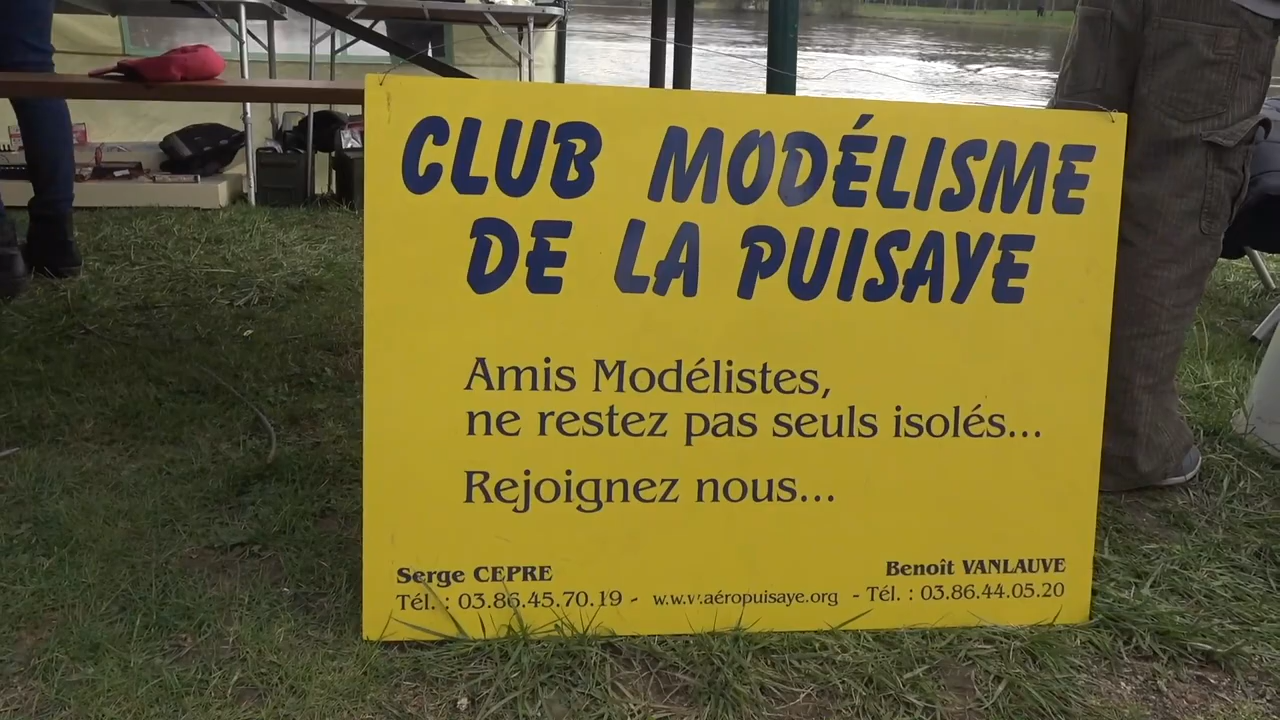 CLUB MODÉLISME
DE LA PUISAYE
Amis Modélistes,
ne restez pas seuls isolés...
Rejoignez nous...
Serge CEPRE
Benoît VANLAUVE
Tél. : 03.86.45.70.19 - www.aéropuisaye.org - Tél. : 03.86.44.05.20